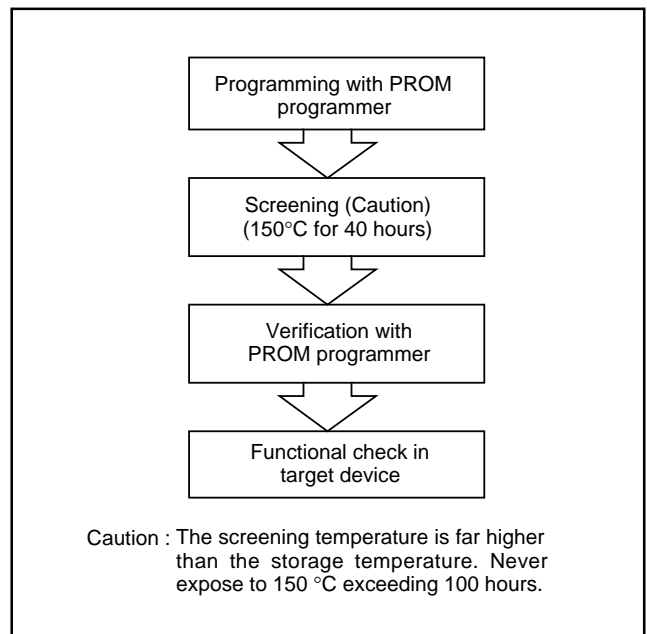 Programming with PROM
programmer
Screening (Caution)
(150°C for 40 hours)
Verification with
PROM programmer
Functional check in
target device
Caution : The screening temperature is far higher
than the storage temperature. Never
expose to 150 °C exceeding 100 hours.